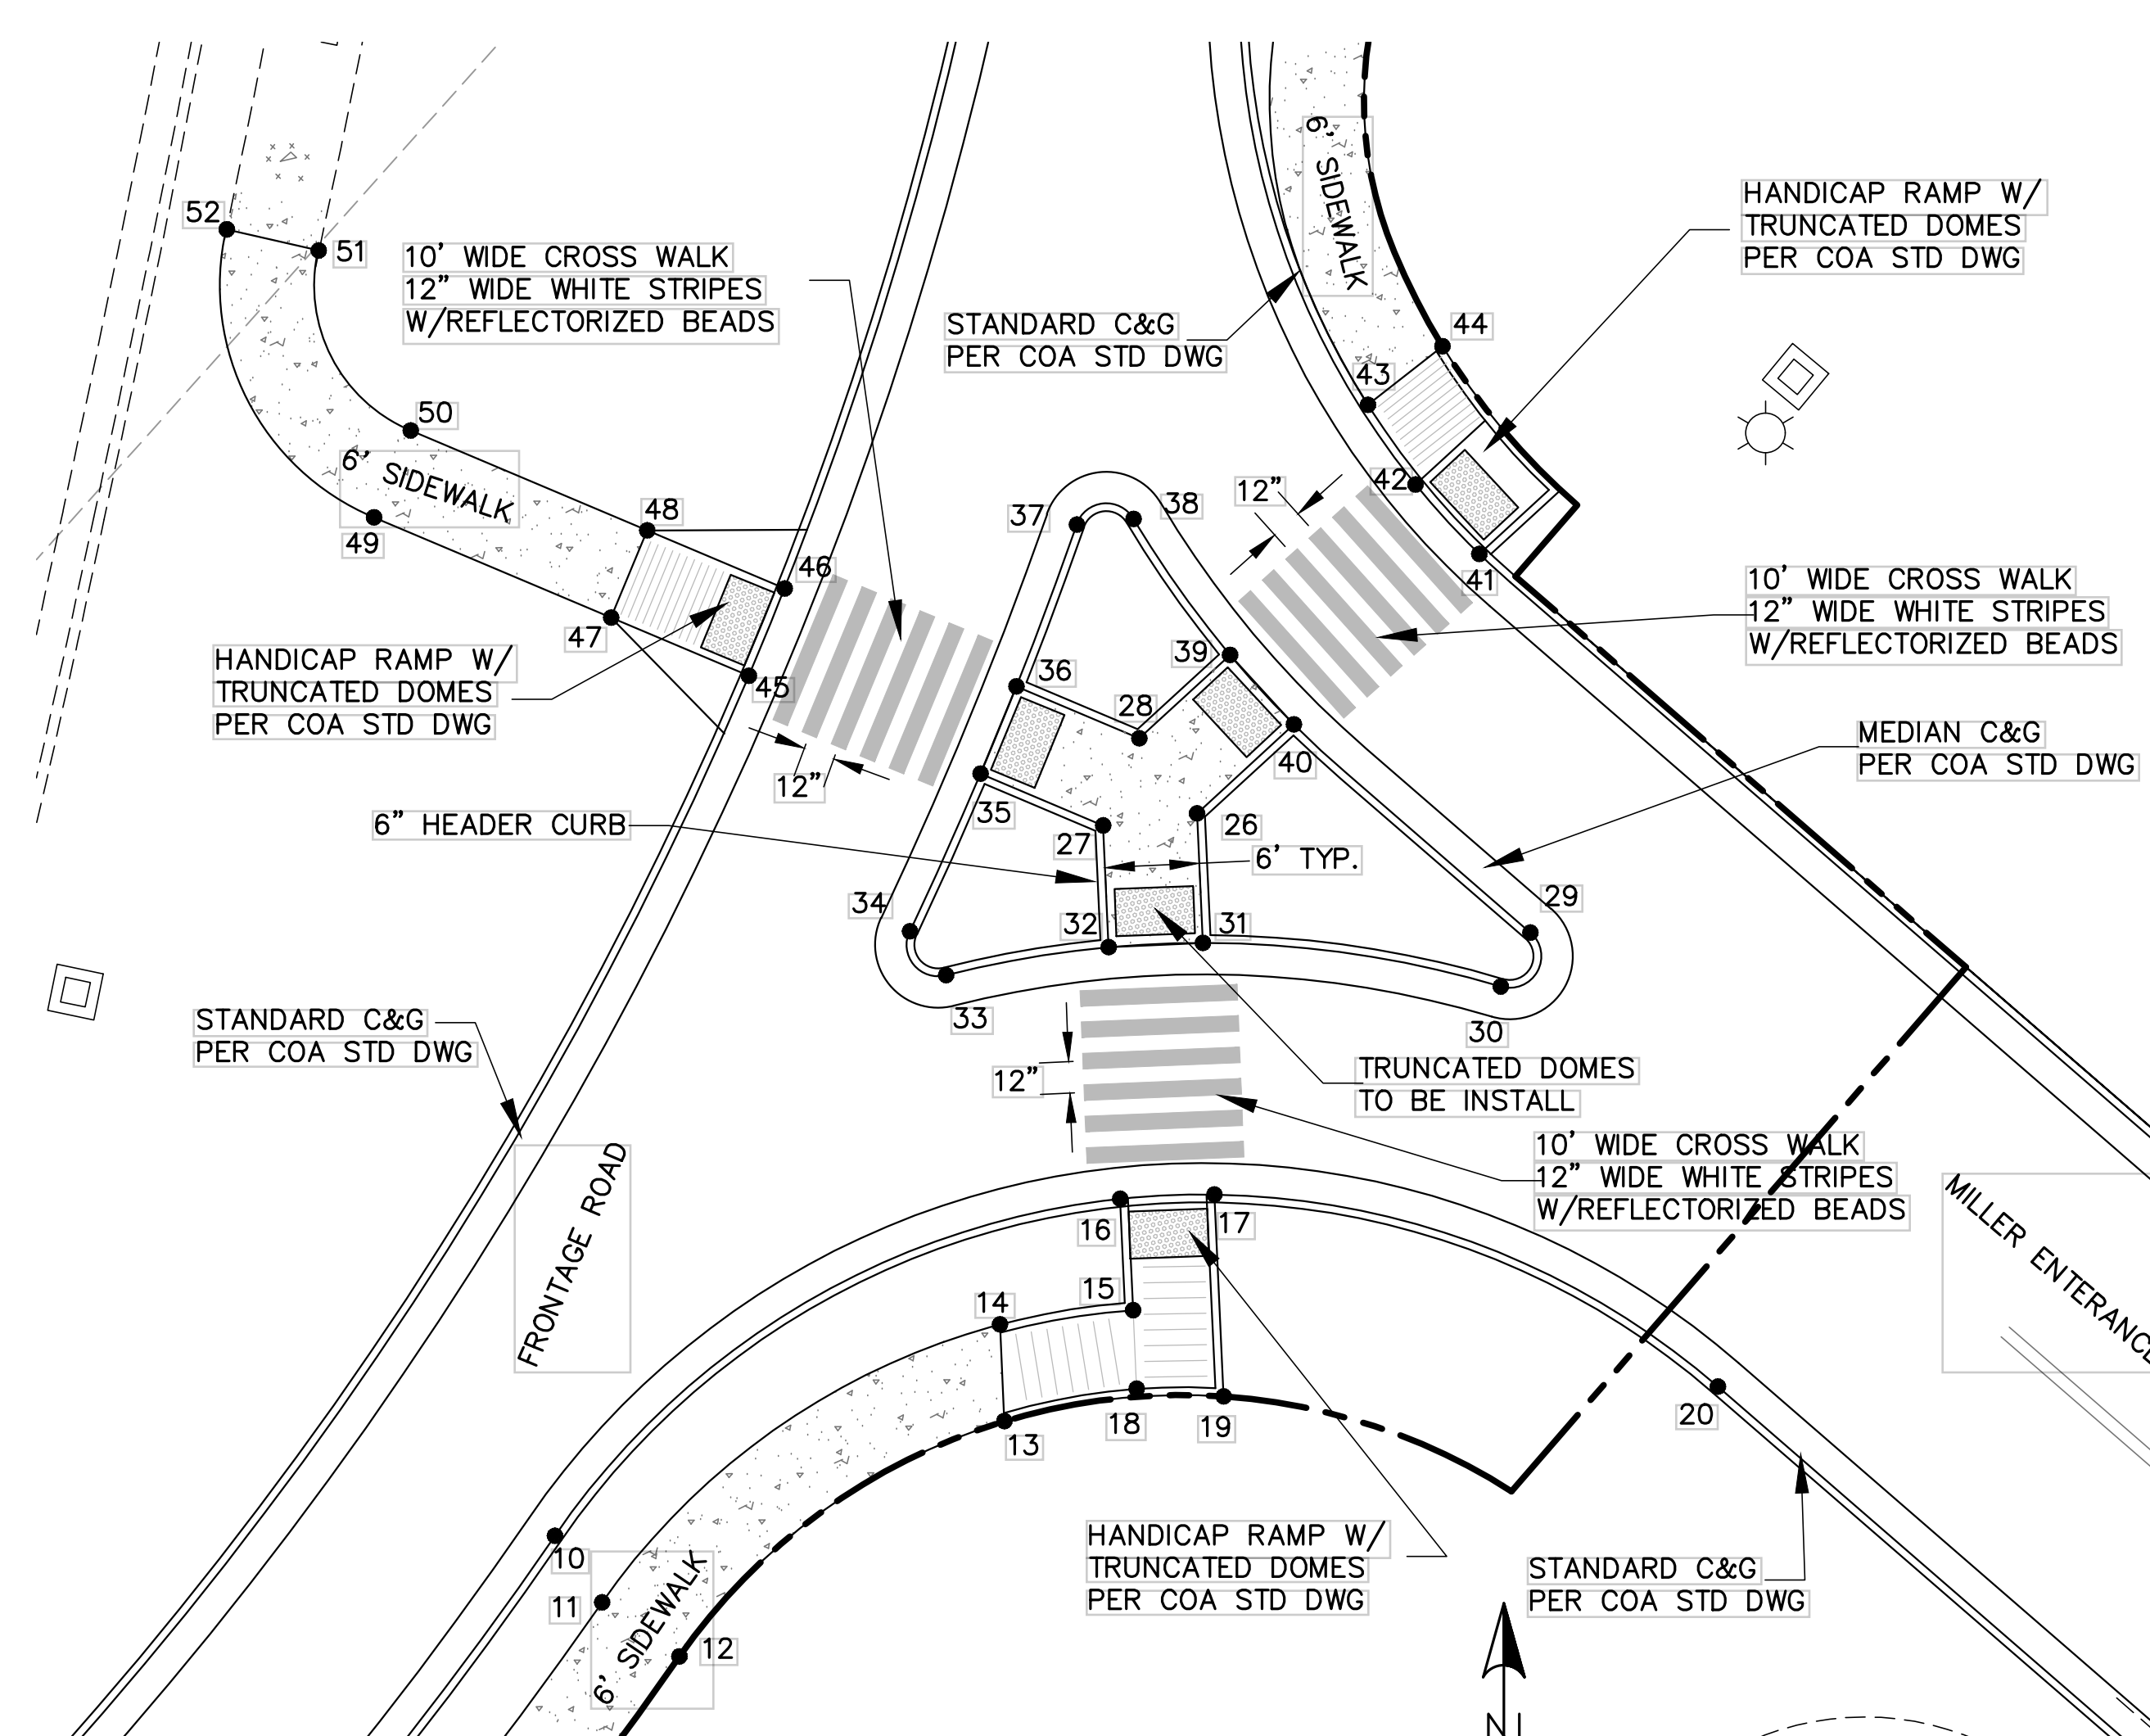 52
51
10' WIDE CROSS WALK
12" WIDE WHITE STRIPES
W/REFLECTORIZED BEADS
6' SIDEWALK
HANDICAP RAMP W/
TRUNCATED DOMES
PER COA STD DWG
STANDARD C&G
PER COA STD DWG
44
43
50
6' SIDEWALK
49
48
37
38
12"
42
41
46
10' WIDE CROSS WALK
12" WIDE WHITE STRIPES
W/REFLECTORIZED BEADS
47
HANDICAP RAMP W/
TRUNCATED DOMES
PER COA STD DWG
45
36
39
28
40
MEDIAN C&G
PER COA STD DWG
12"
35
6" HEADER CURB
27
26
6' TYP.
34
32
31
29
33
30
STANDARD C&G
PER COA STD DWG
12"
TRUNCATED DOMES
TO BE INSTALL
10' WIDE CROSS WALK
12" WIDE WHITE STRIPES
W/REFLECTORIZED BEADS
FRONTAGE ROAD
MILLER ENTERANCE
16
17
15
14
13
18
19
20
10
11
6' SIDEWALK
12
HANDICAP RAMP W/
TRUNCATED DOMES
PER COA STD DWG
STANDARD C&G
PER COA STD DWG
N